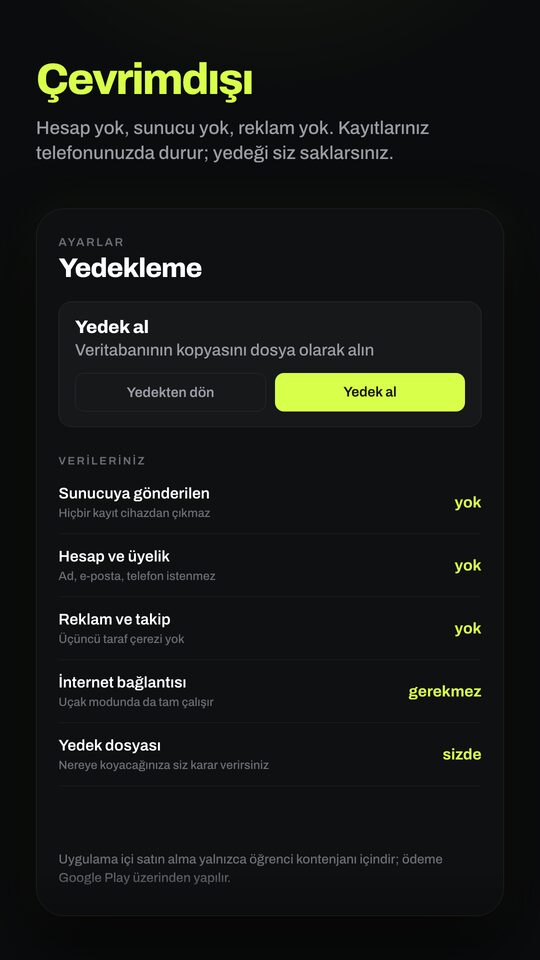 Çevrimdışı
Hesap yok, sunucu yok, reklam yok. Kayıtlarınız
telefonunuzda durur; yedeği siz saklarsınız.
AYARLAR
Yedekleme
Yedek al
Veritabanının kopyasını dosya olarak alın
Yedekten dön
Yedek al
VERİLERİNİZ
Sunucuya gönderilen
Hiçbir kayıt cihazdan çıkmaz
yok
Hesap ve üyelik
Ad, e-posta, telefon istenmez
yok
Reklam ve takip
Üçüncü taraf çerezi yok
yok
İnternet bağlantısı
Uçak modunda da tam çalışır
gerekmez
Yedek dosyası
Nereye koyacağınıza siz karar verirsiniz
sizde
Uygulama içi satın alma yalnızca öğrenci kontenjanı içindir; ödeme
Google Play üzerinden yapılır.